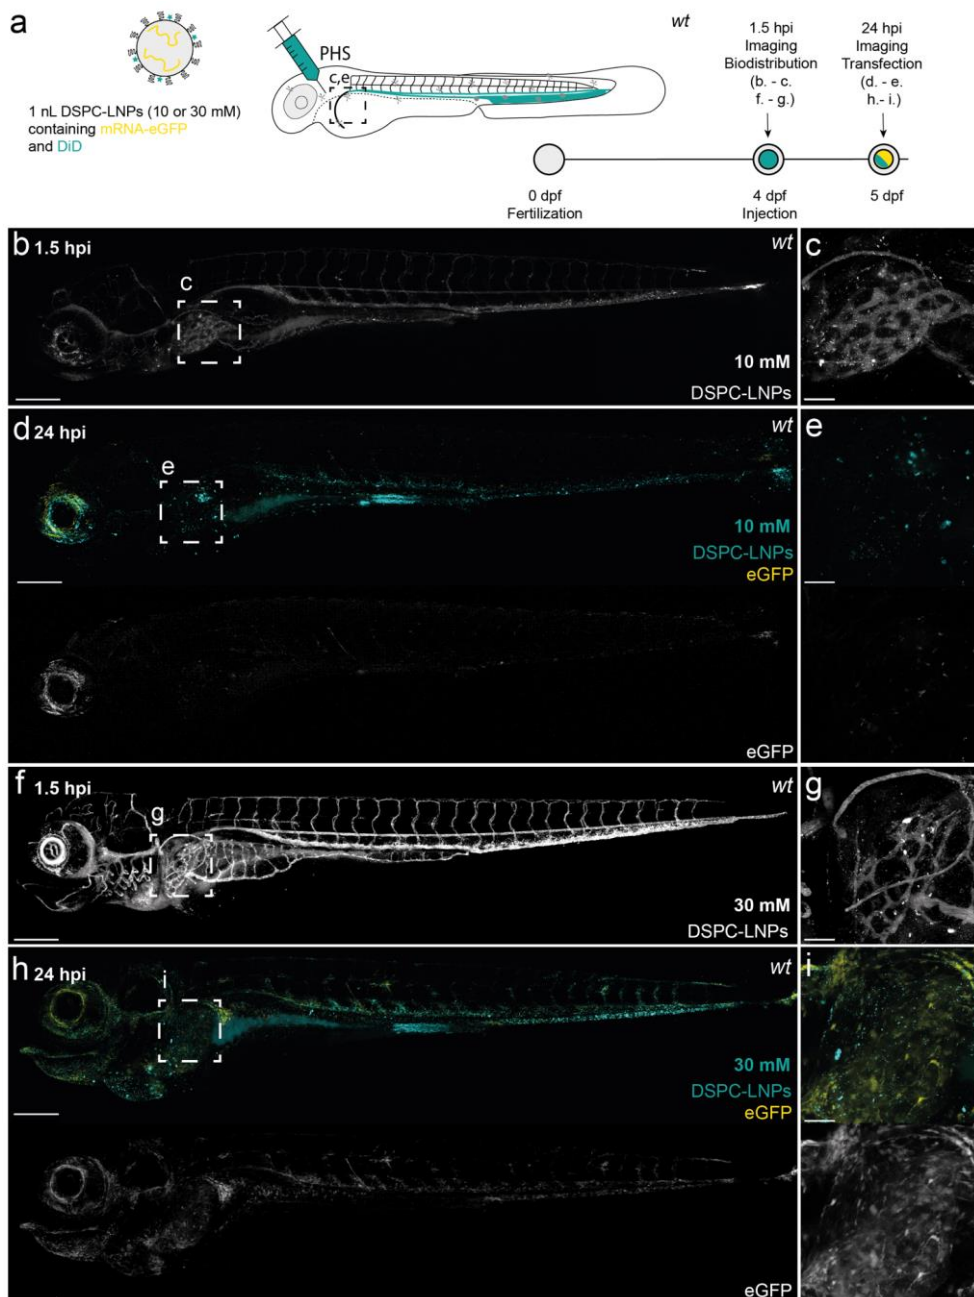 a
wt
PHS
c,e
1 nL DSPC-LNPs (10 or 30 mM)
containing mRNA-eGFP
and DiD
1.5 hpi
Imaging
Biodistribution
(b. - c.
f. - g.)
24 hpi
Imaging
Transfection
(d. - e.
h.- i.)
0 dpf
Fertilization
4 dpf
Injection
5 dpf
b 1.5 hpi
wt
c
10 mM
DSPC-LNPs
c
d 24 hpi
wt
e
10 mM
DSPC-LNPs
eGFP
e
eGFP
f 1.5 hpi
wt
g
30 mM
DSPC-LNPs
g
h 24 hpi
wt
i
30 mM
DSPC-LNPs
eGFP
i
eGFP